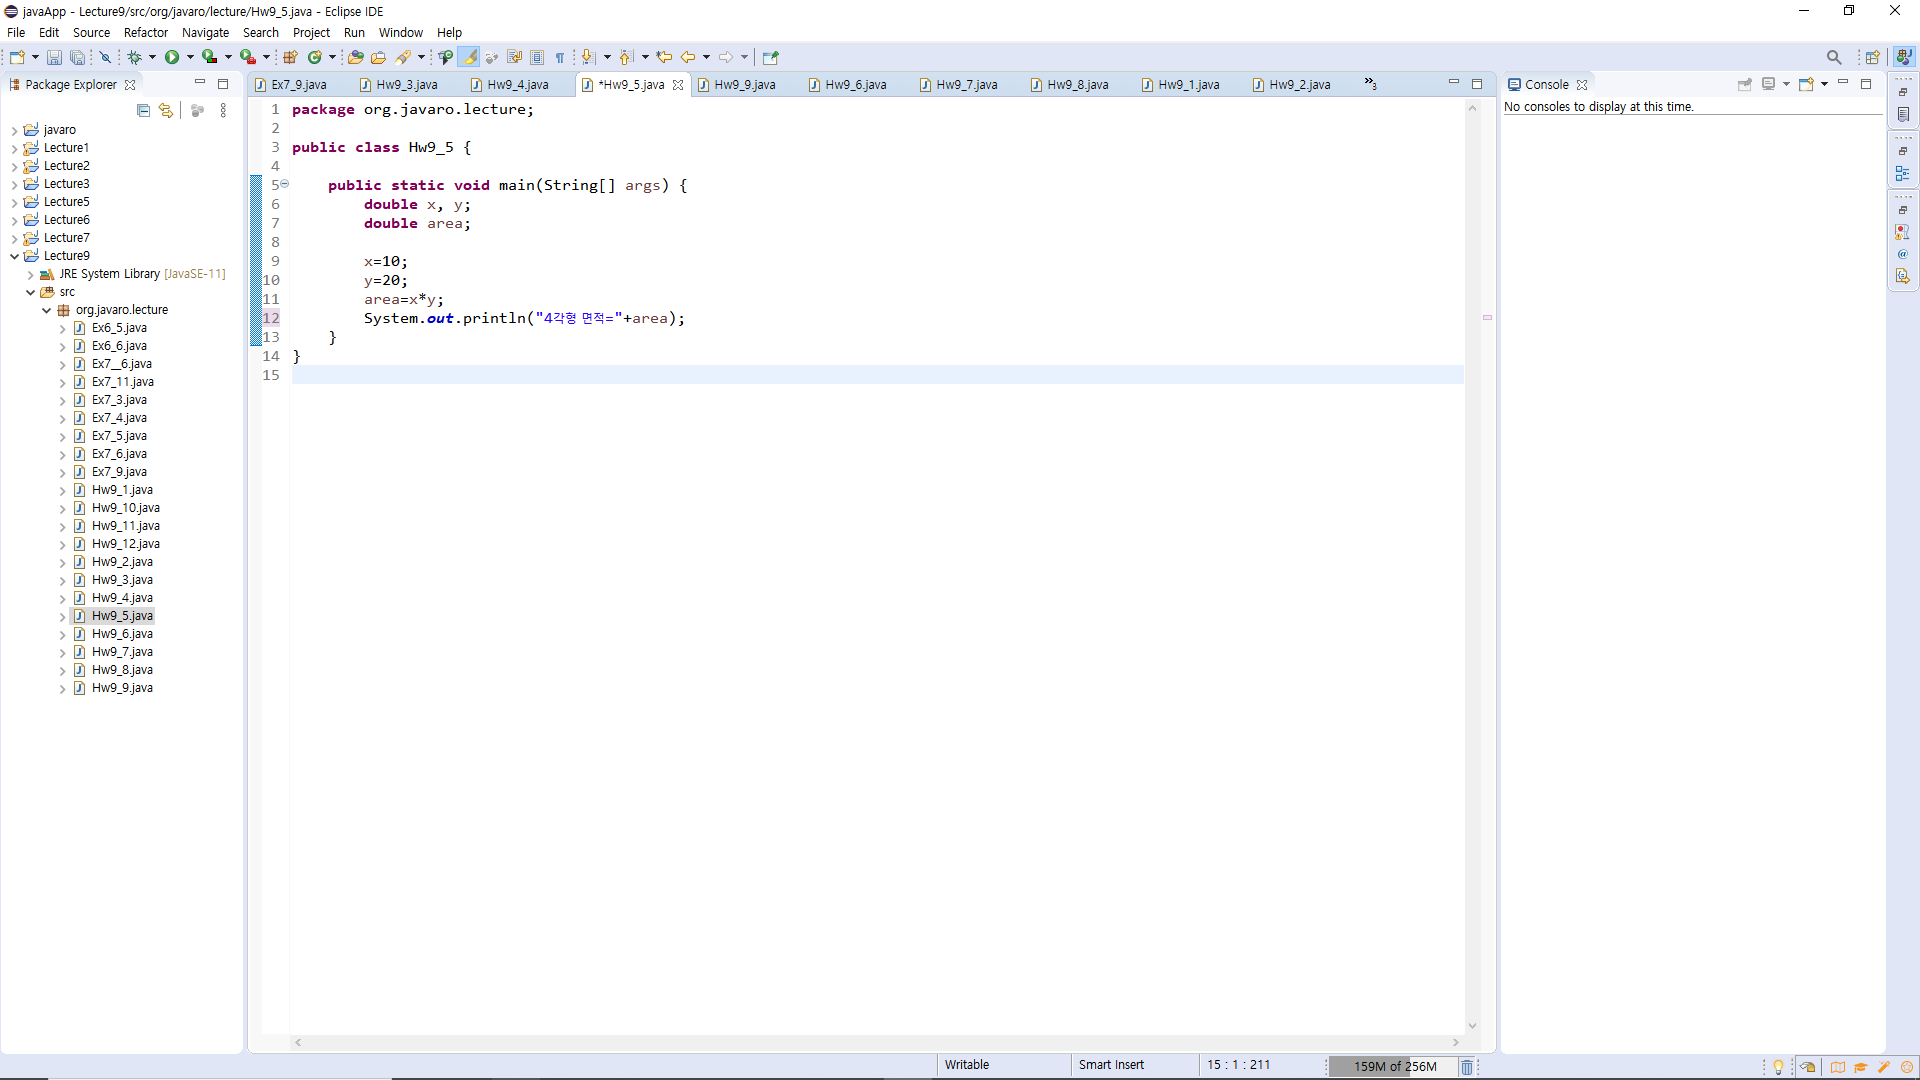 javaApp - Lecture9/src/org/javaro/lecture/Hw9_5.java - Eclipse IDE
File Edit Source Refactor Navigate Search Project Run Window Help
Package Explorer
Ex7_9.java Hw9_3.java Hw9_4.java *Hw9_5.java Hw9_9.java Hw9_6.java Hw9_7.java Hw9_8.java Hw9_1.java Hw9_2.java »3
Console
No consoles to display at this time.
javaro
Lecture1
Lecture2
Lecture3
Lecture5
Lecture6
Lecture7
Lecture9
JRE System Library [JavaSE-11]
src
org.javaro.lecture
Ex6_5.java
Ex6_6.java
Ex7__6.java
Ex7_11.java
Ex7_3.java
Ex7_4.java
Ex7_5.java
Ex7_6.java
Ex7_9.java
Hw9_1.java
Hw9_10.java
Hw9_11.java
Hw9_12.java
Hw9_2.java
Hw9_3.java
Hw9_4.java
Hw9_5.java
Hw9_6.java
Hw9_7.java
Hw9_8.java
Hw9_9.java
1 package org.javaro.lecture;
2
3 public class Hw9_5 {
4
5 public static void main(String[] args) {
6 double x, y;
7 double area;
8
9 x=10;
10 y=20;
11 area=x*y;
12 System.out.println("4각형 면적="+area);
13 }
14 }
15
Writable Smart Insert 15 : 1 : 211 159M of 256M